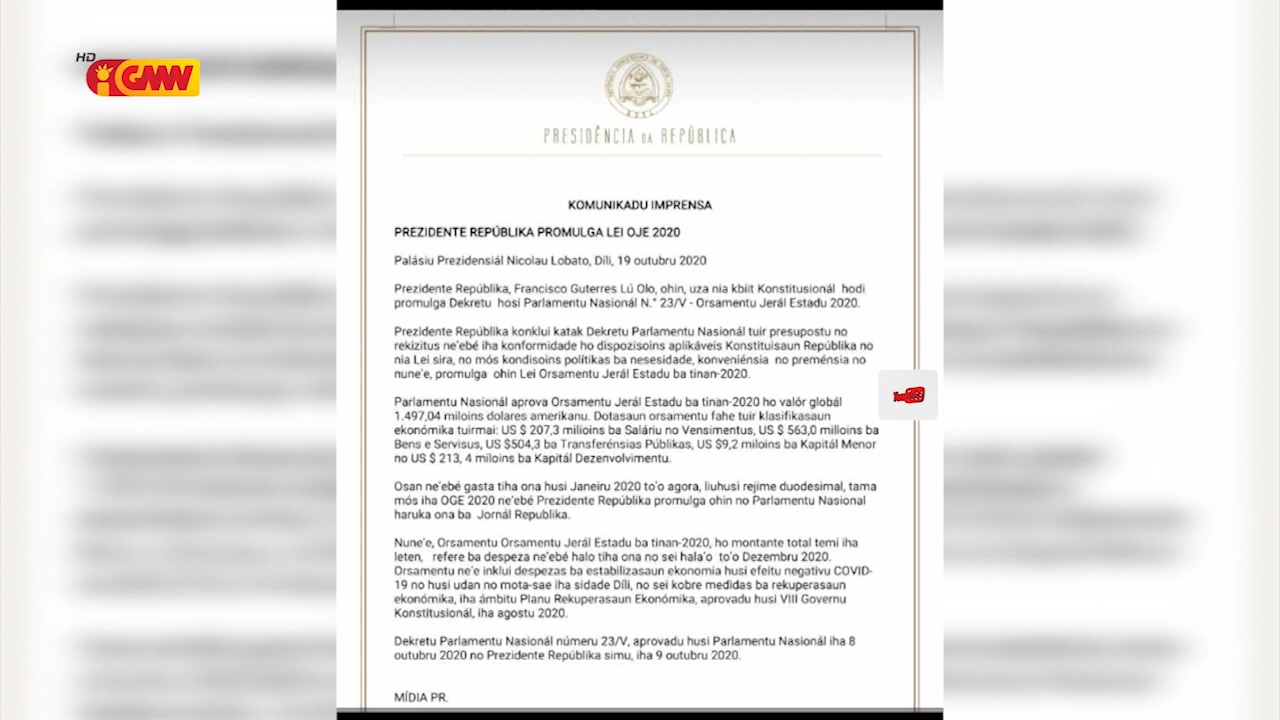 HD
GMN
PRESIDÊNCIA DA REPÚBLICA
KOMUNIKADU IMPRENSA
PREZIDENTE REPÚBLIKA PROMULGA LEI OJE 2020
Palásiu Prezidensiál Nicolau Lobato, Díli, 19 outubru 2020
Prezidente Repúblika, Francisco Guterres Lú Olo, ohin, uza nia kbiit Konstitusionál hodi
promulga Dekretu hosi Parlamentu Nasionál N.° 23/V - Orsamentu Jerál Estadu 2020.
Prezidente Repúblika konklui katak Dekretu Parlamentu Nasionál tuir presupostu no
rekizitus ne'ebé iha konformidade ho dispozisoins aplikáveis Konstituisaun Repúblika no
nia Lei sira, no mós kondisoins politikas ba nesesidade, konveniénsia no preménsia no
nune'e, promulga ohin Lei Orsamentu Jerál Estadu ba tinan-2020.
Parlamentu Nasionál aprova Orsamentu Jerál Estadu ba tinan-2020 ho valór globál
1.497,04 miloins dolares amerikanu. Dotasaun orsamentu fahe tuir klasifikasaun
ekonómika tuirmai: US $ 207,3 milioins ba Saláriu no Vensimentus, US $ 563,0 milloins ba
Bens e Servisus, US $504,3 ba Transferénsias Públikas, US $9,2 miloins ba Kapitál Menor
no US $ 213, 4 miloins ba Kapitál Dezenvolvimentu.
Osan ne'ebé gasta tiha ona husi Janeiru 2020 to'o agora, liuhusi rejime duodesimal, tama
mós iha OGE 2020 ne'ebé Prezidente Repúblika promulga ohin no Parlamentu Nasional
haruka ona ba Jornál Republika.
Nune'e, Orsamentu Orsamentu Jerál Estadu ba tinan-2020, ho montante total temi iha
leten, refere ba despeza ne'ebé halo tiha ona no sei hala'o to'o Dezembru 2020.
Orsamentu ne'e inklui despezas ba estabilizasaun ekonomia husi efeitu negativu COVID-
19 no husi udan no mota-sae iha sidade Díli, no sei kobre medidas ba rekuperasaun
ekonómika, iha ámbitu Planu Rekuperasaun Ekonómika, aprovadu husi VIII Governu
Konstitusionál, iha agostu 2020.
Dekretu Parlamentu Nasionál númeru 23/V, aprovadu husi Parlamentu Nasionál iha 8
outubru 2020 no Prezidente Repúblika simu, iha 9 outubru 2020.
MÍDIA PR.